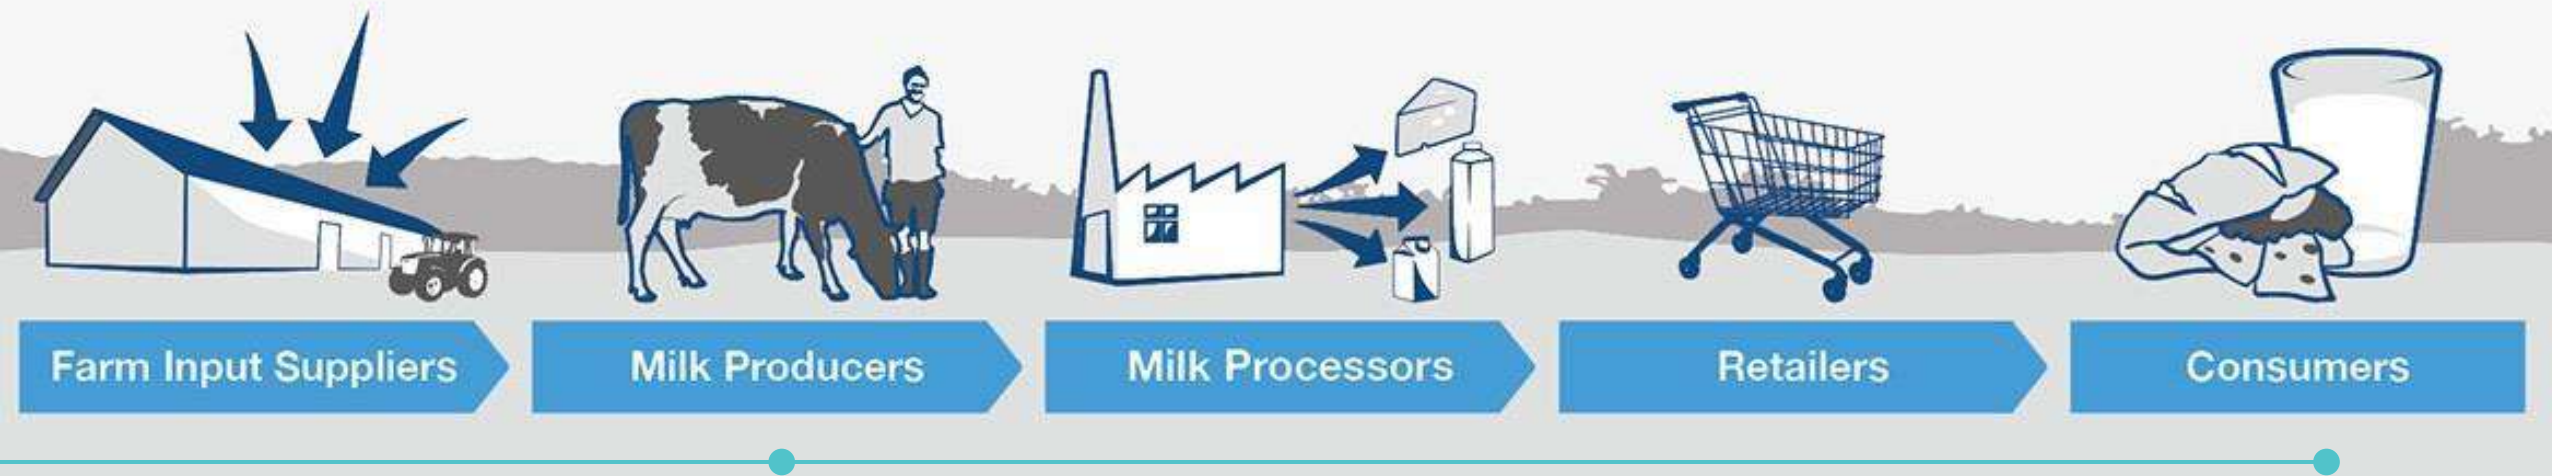 Farm Input Suppliers
Milk Producers
Milk Processors
Retailers
Consumers